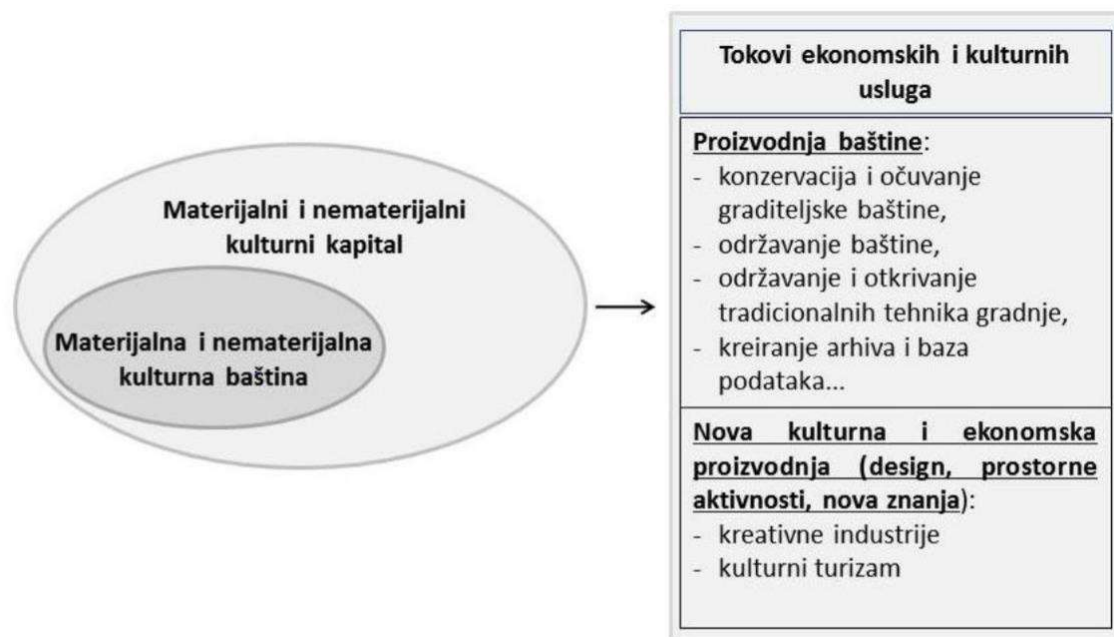 Materijalni i nematerijalni
kulturni kapital
Materijalna i nematerijalna
kulturna baština
Tokovi ekonomskih i kulturnih
usluga
Proizvodnja baštine:
- konzervacija i očuvanje
graditeljske baštine,
- održavanje baštine,
- održavanje i otkrivanje
tradicionalnih tehnika gradnje,
- kreiranje arhiva i baza
podataka...
Nova kulturna i ekonomska
proizvodnja (design, prostorne
aktivnosti, nova znanja):
- kreativne industrije
- kulturni turizam